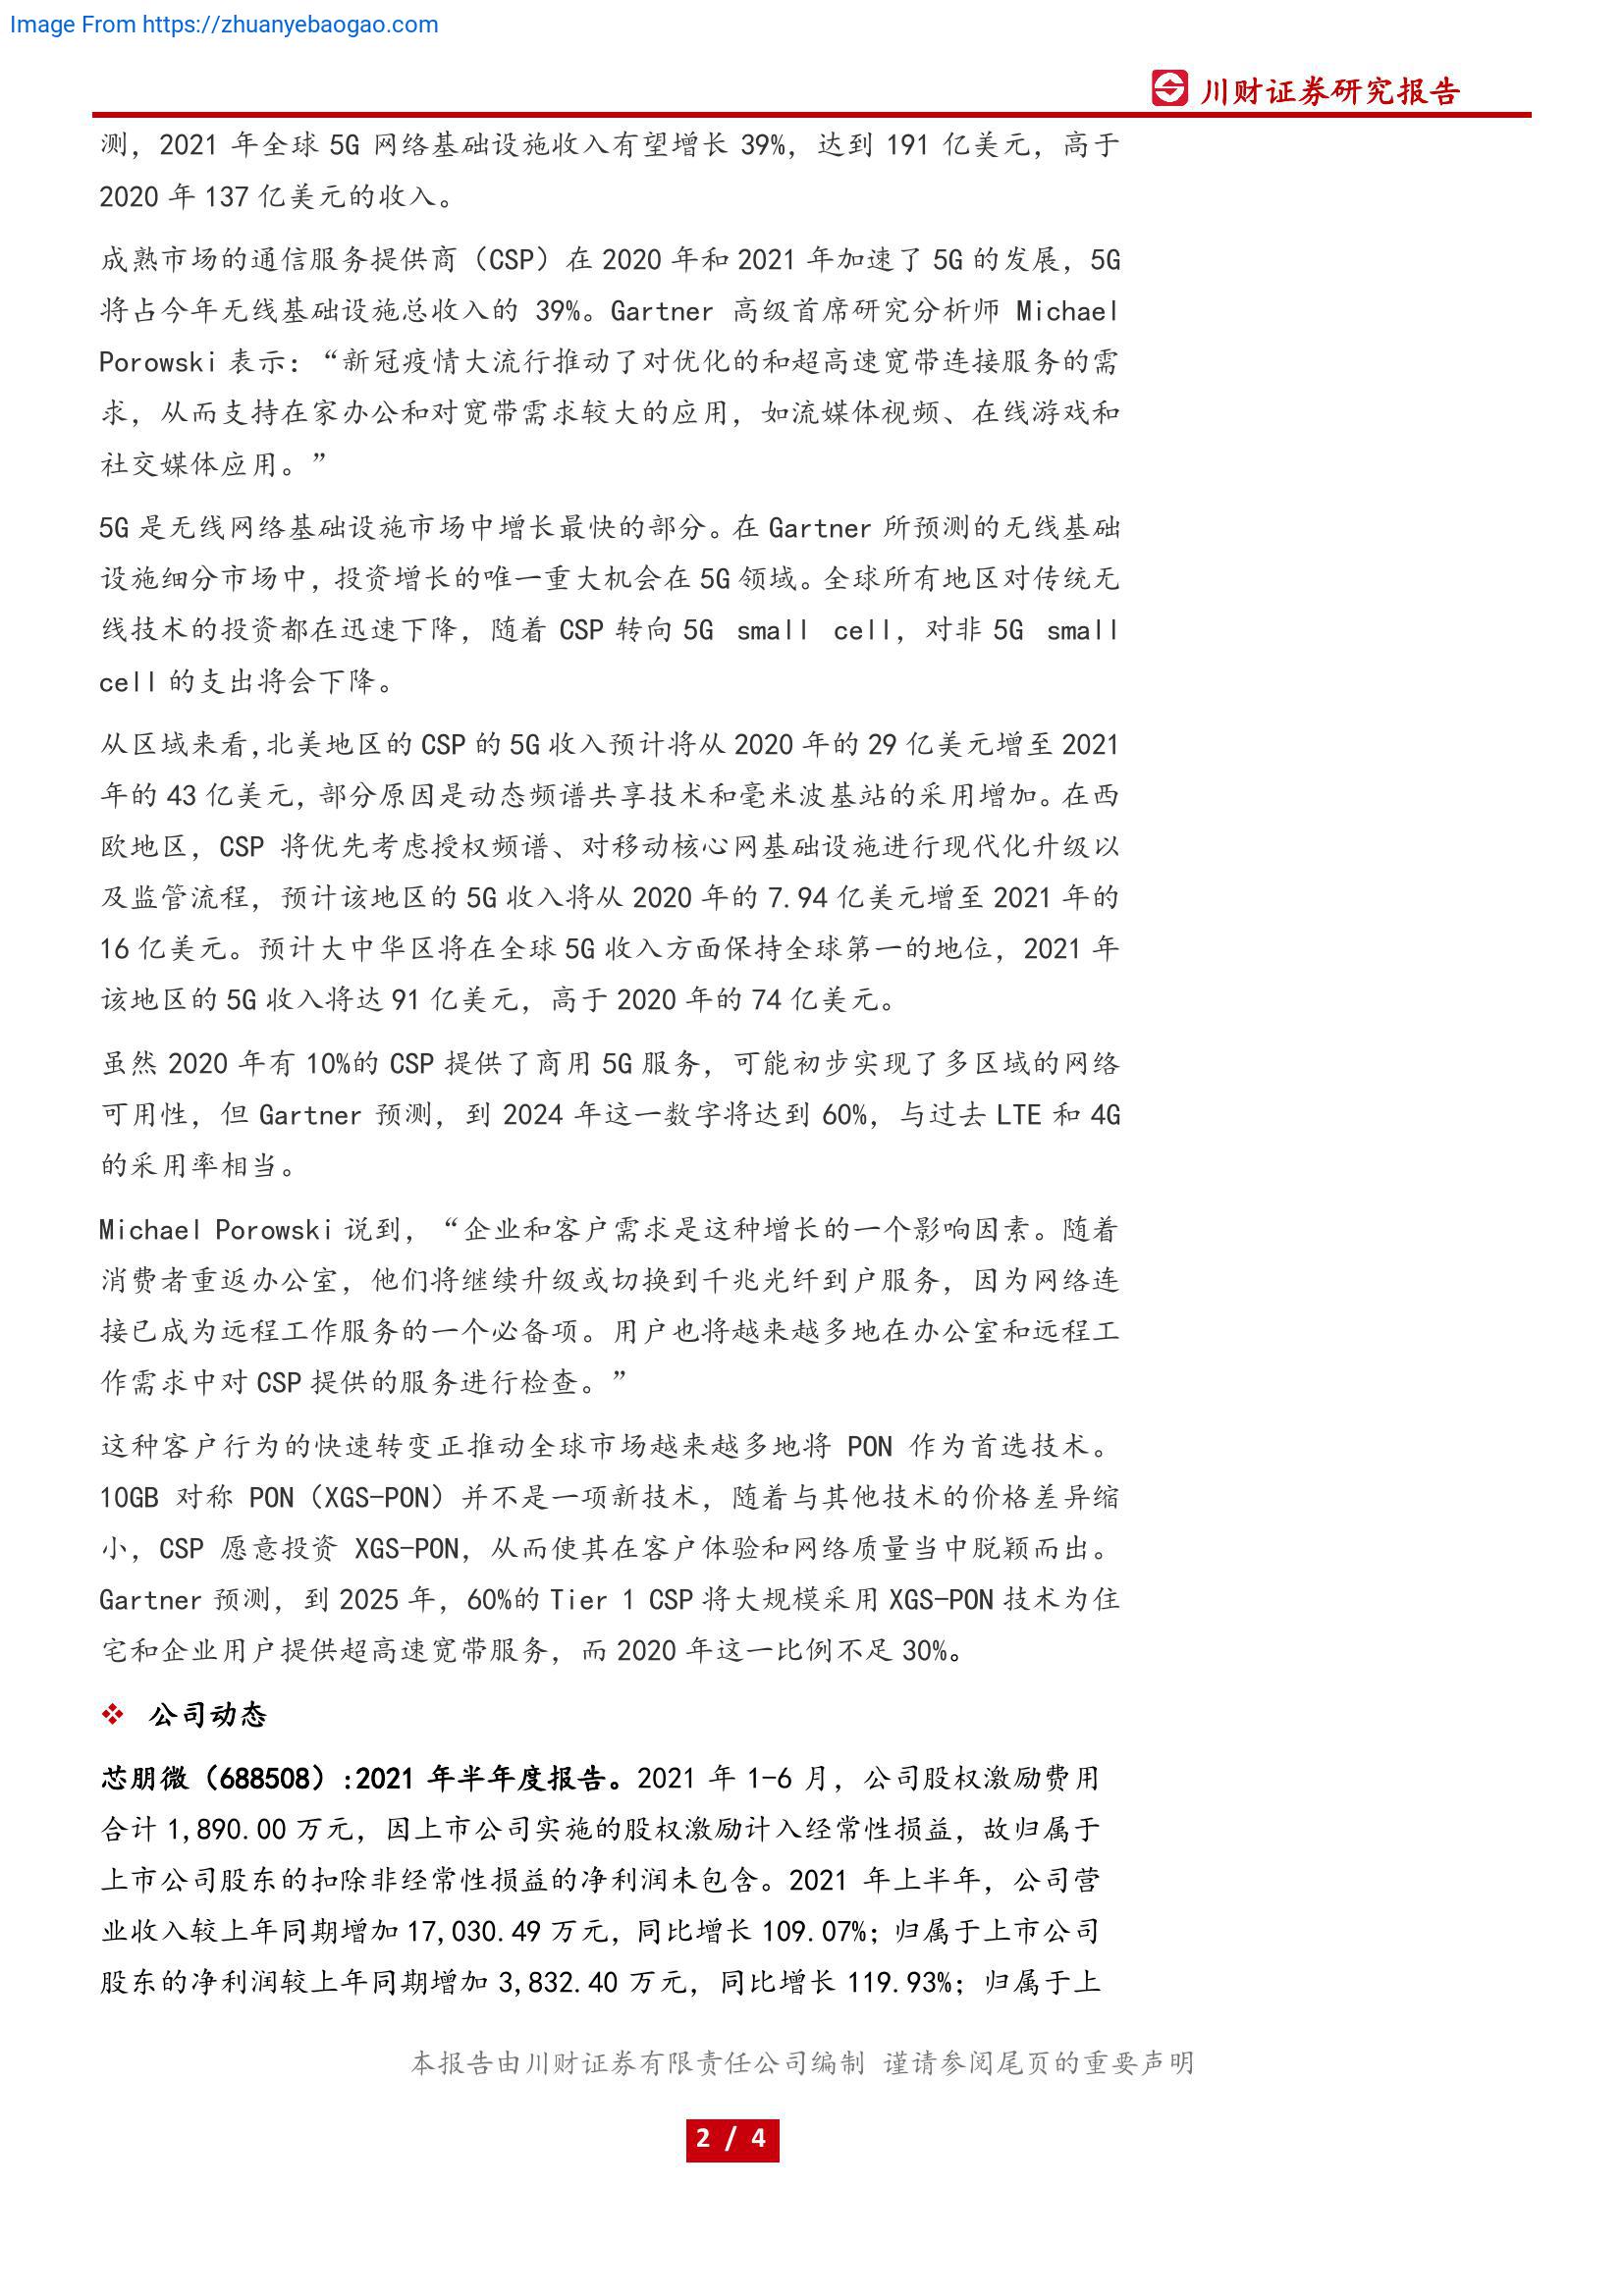 Image From https://zhuanyebaogao.com
川财证券研究报告
测，2021 年全球 5G 网络基础设施收入有望增长 39%，达到 191 亿美元，高于
2020 年 137 亿美元的收入。
成熟市场的通信服务提供商（CSP）在 2020 年和 2021 年加速了 5G 的发展，5G
将占今年无线基础设施总收入的 39%。Gartner 高级首席研究分析师 Michael
Porowski 表示：“新冠疫情大流行推动了对优化的和超高速宽带连接服务的需
求，从而支持在家办公和对宽带需求较大的应用，如流媒体视频、在线游戏和
社交媒体应用。”
5G 是无线网络基础设施市场中增长最快的部分。在 Gartner 所预测的无线基础
设施细分市场中，投资增长的唯一重大机会在 5G 领域。全球所有地区对传统无
线技术的投资都在迅速下降，随着 CSP 转向 5G small cell，对非 5G small
cell 的支出将会下降。
从区域来看，北美地区的 CSP 的 5G 收入预计将从 2020 年的 29 亿美元增至 2021
年的 43 亿美元，部分原因是动态频谱共享技术和毫米波基站的采用增加。在西
欧地区，CSP 将优先考虑授权频谱、对移动核心网基础设施进行现代化升级以
及监管流程，预计该地区的 5G 收入将从 2020 年的 7.94 亿美元增至 2021 年的
16 亿美元。预计大中华区将在全球 5G 收入方面保持全球第一的地位，2021 年
该地区的 5G 收入将达 91 亿美元，高于 2020 年的 74 亿美元。
虽然 2020 年有 10%的 CSP 提供了商用 5G 服务，可能初步实现了多区域的网络
可用性，但 Gartner 预测，到 2024 年这一数字将达到 60%，与过去 LTE 和 4G
的采用率相当。
Michael Porowski 说到，“企业和客户需求是这种增长的一个影响因素。随着
消费者重返办公室，他们将继续升级或切换到千兆光纤到户服务，因为网络连
接已成为远程工作服务的一个必备项。用户也将越来越多地在办公室和远程工
作需求中对 CSP 提供的服务进行检查。”
这种客户行为的快速转变正推动全球市场越来越多地将 PON 作为首选技术。
10GB 对称 PON（XGS-PON）并不是一项新技术，随着与其他技术的价格差异缩
小，CSP 愿意投资 XGS-PON，从而使其在客户体验和网络质量当中脱颖而出。
Gartner 预测，到 2025 年，60%的 Tier 1 CSP 将大规模采用 XGS-PON 技术为住
宅和企业用户提供超高速宽带服务，而 2020 年这一比例不足 30%。
❖ 公司动态
芯朋微（688508）:2021 年半年度报告。2021 年 1-6 月，公司股权激励费用
合计 1,890.00 万元，因上市公司实施的股权激励计入经常性损益，故归属于
上市公司股东的扣除非经常性损益的净利润未包含。2021 年上半年，公司营
业收入较上年同期增加 17,030.49 万元，同比增长 109.07%；归属于上市公司
股东的净利润较上年同期增加 3,832.40 万元，同比增长 119.93%；归属于上
本报告由川财证券有限责任公司编制 谨请参阅尾页的重要声明
2 / 4